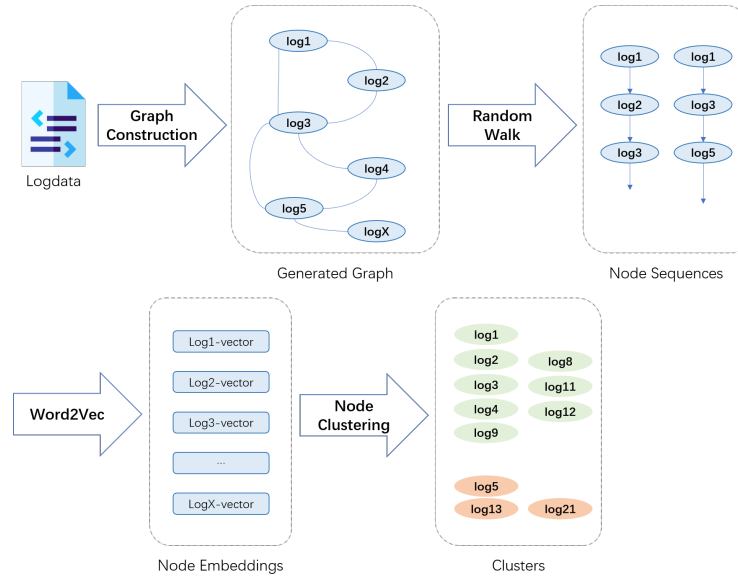 Logdata
Graph
Construction
log1
log2
log3
log4
log5
logX
Generated Graph
Random
Walk
log1
log1
log2
log3
log3
log5
Node Sequences
Word2Vec
Log1-vector
Log2-vector
Log3-vector
...
LogX-vector
Node Embeddings
Node
Clustering
log1
log2
log8
log3
log11
log4
log12
log9
log5
log13
log21
Clusters